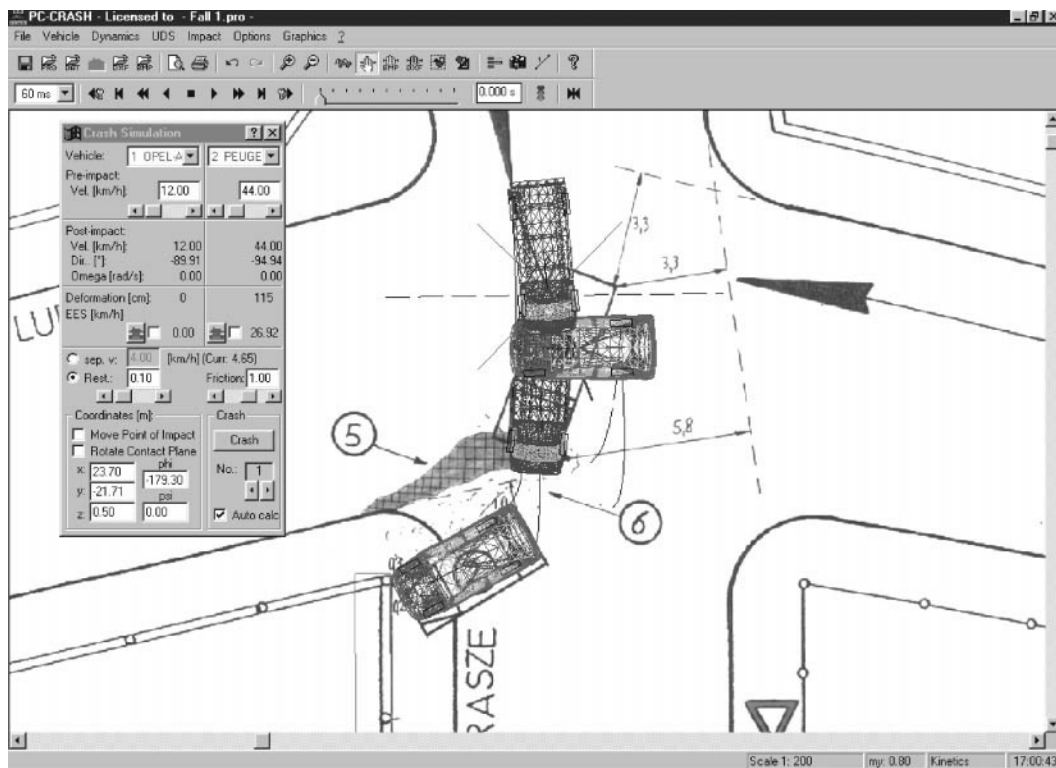 PC-CRASH - Licensed to - Fall 1.pro -
File Vehicle Dynamics UDS Impact Options Graphics ?
60 ms 0.000 s
Crash Simulation
Vehicle: 1 OPEL-A 2 PEUGE
Pre-impact:
Vel. [km/h]: 12.00 44.00
Post-impact:
Vel. [km/h]: 12.00 44.00
Dir.. [°]: -89.91 -94.94
Omega [rad/s]: 0.00 0.00
Deformation [cm]: 0 115
EES [km/h]
0.00 26.92
sep. v: 4.00 [km/h] (Curr: 4.65)
Rest.: 0.10 Friction: 1.00
Coordinates [m]:
Move Point of Impact
Rotate Contact Plane
x: 23.70 phi
-179.30
y: -21.71 psi
z: 0.50 0.00
Crash
Crash
No.: 1
Auto calc
3,3
3,3
5,8
5
6
RASZE
Scale 1: 200 my: 0.80 Kinetics 17:00:43